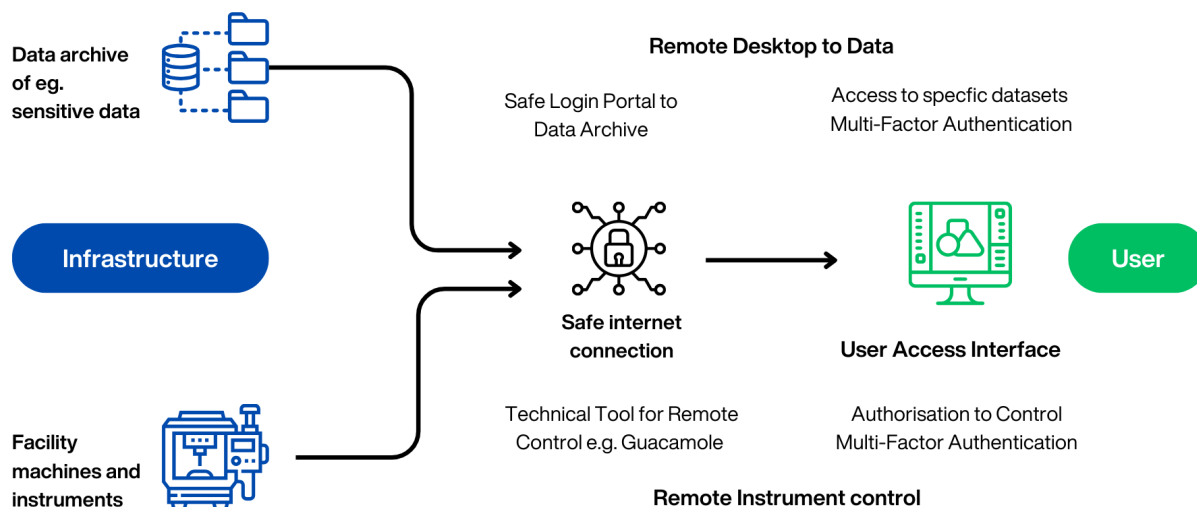 Data archive
of eg.
sensitive data
Remote Desktop to Data
Safe Login Portal to
Data Archive
Access to specfic datasets
Multi-Factor Authentication
Infrastructure
User
Safe internet
connection
User Access Interface
Facility
machines and
instruments
Technical Tool for Remote
Control e.g. Guacamole
Authorisation to Control
Multi-Factor Authentication
Remote Instrument control